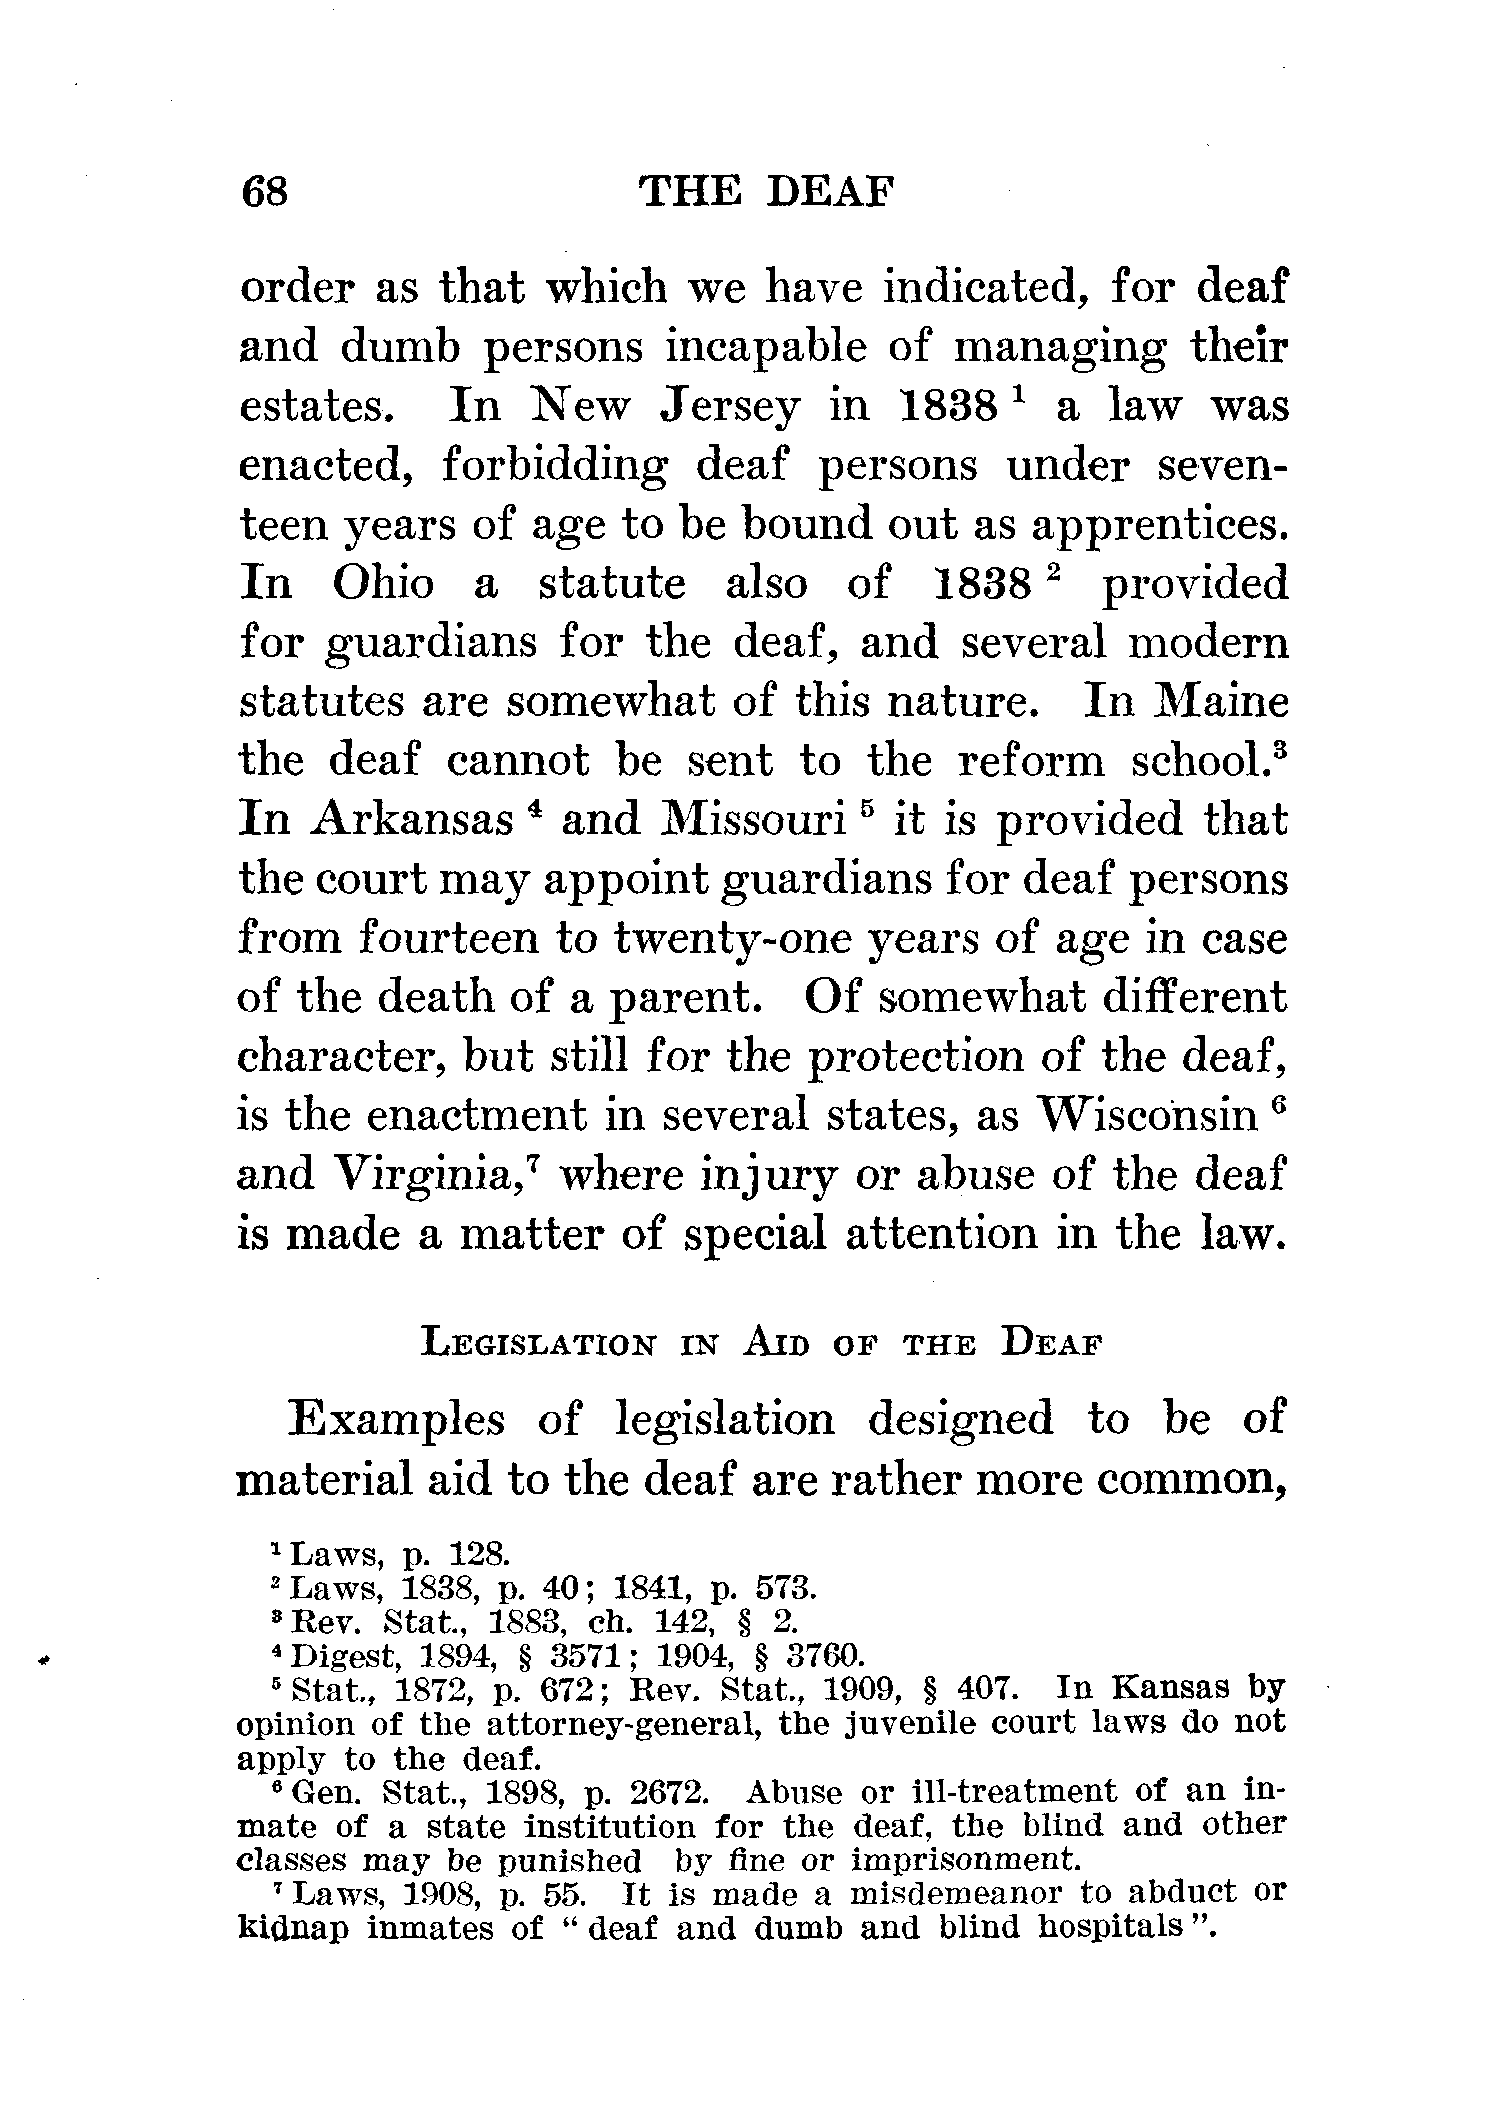 68 THE DEAF
order as that which we have indicated, for deaf
and dumb persons incapable of managing their
estates. In New Jersey in 1838 ¹ a law was
enacted, forbidding deaf persons under seven-
teen years of age to be bound out as apprentices.
In Ohio a statute also of 1838 ² provided
for guardians for the deaf, and several modern
statutes are somewhat of this nature. In Maine
the deaf cannot be sent to the reform school.³
In Arkansas ⁴ and Missouri ⁵ it is provided that
the court may appoint guardians for deaf persons
from fourteen to twenty-one years of age in case
of the death of a parent. Of somewhat different
character, but still for the protection of the deaf,
is the enactment in several states, as Wisconsin ⁶
and Virginia,⁷ where injury or abuse of the deaf
is made a matter of special attention in the law.
Legislation in Aid of the Deaf
Examples of legislation designed to be of
material aid to the deaf are rather more common,
¹ Laws, p. 128.
² Laws, 1838, p. 40; 1841, p. 573.
³ Rev. Stat., 1883, ch. 142, § 2.
⁴ Digest, 1894, § 3571; 1904, § 3760.
⁵ Stat., 1872, p. 672; Rev. Stat., 1909, § 407. In Kansas by
opinion of the attorney-general, the juvenile court laws do not
apply to the deaf.
⁶ Gen. Stat., 1898, p. 2672. Abuse or ill-treatment of an in-
mate of a state institution for the deaf, the blind and other
classes may be punished by fine or imprisonment.
⁷ Laws, 1908, p. 55. It is made a misdemeanor to abduct or
kidnap inmates of "deaf and dumb and blind hospitals".